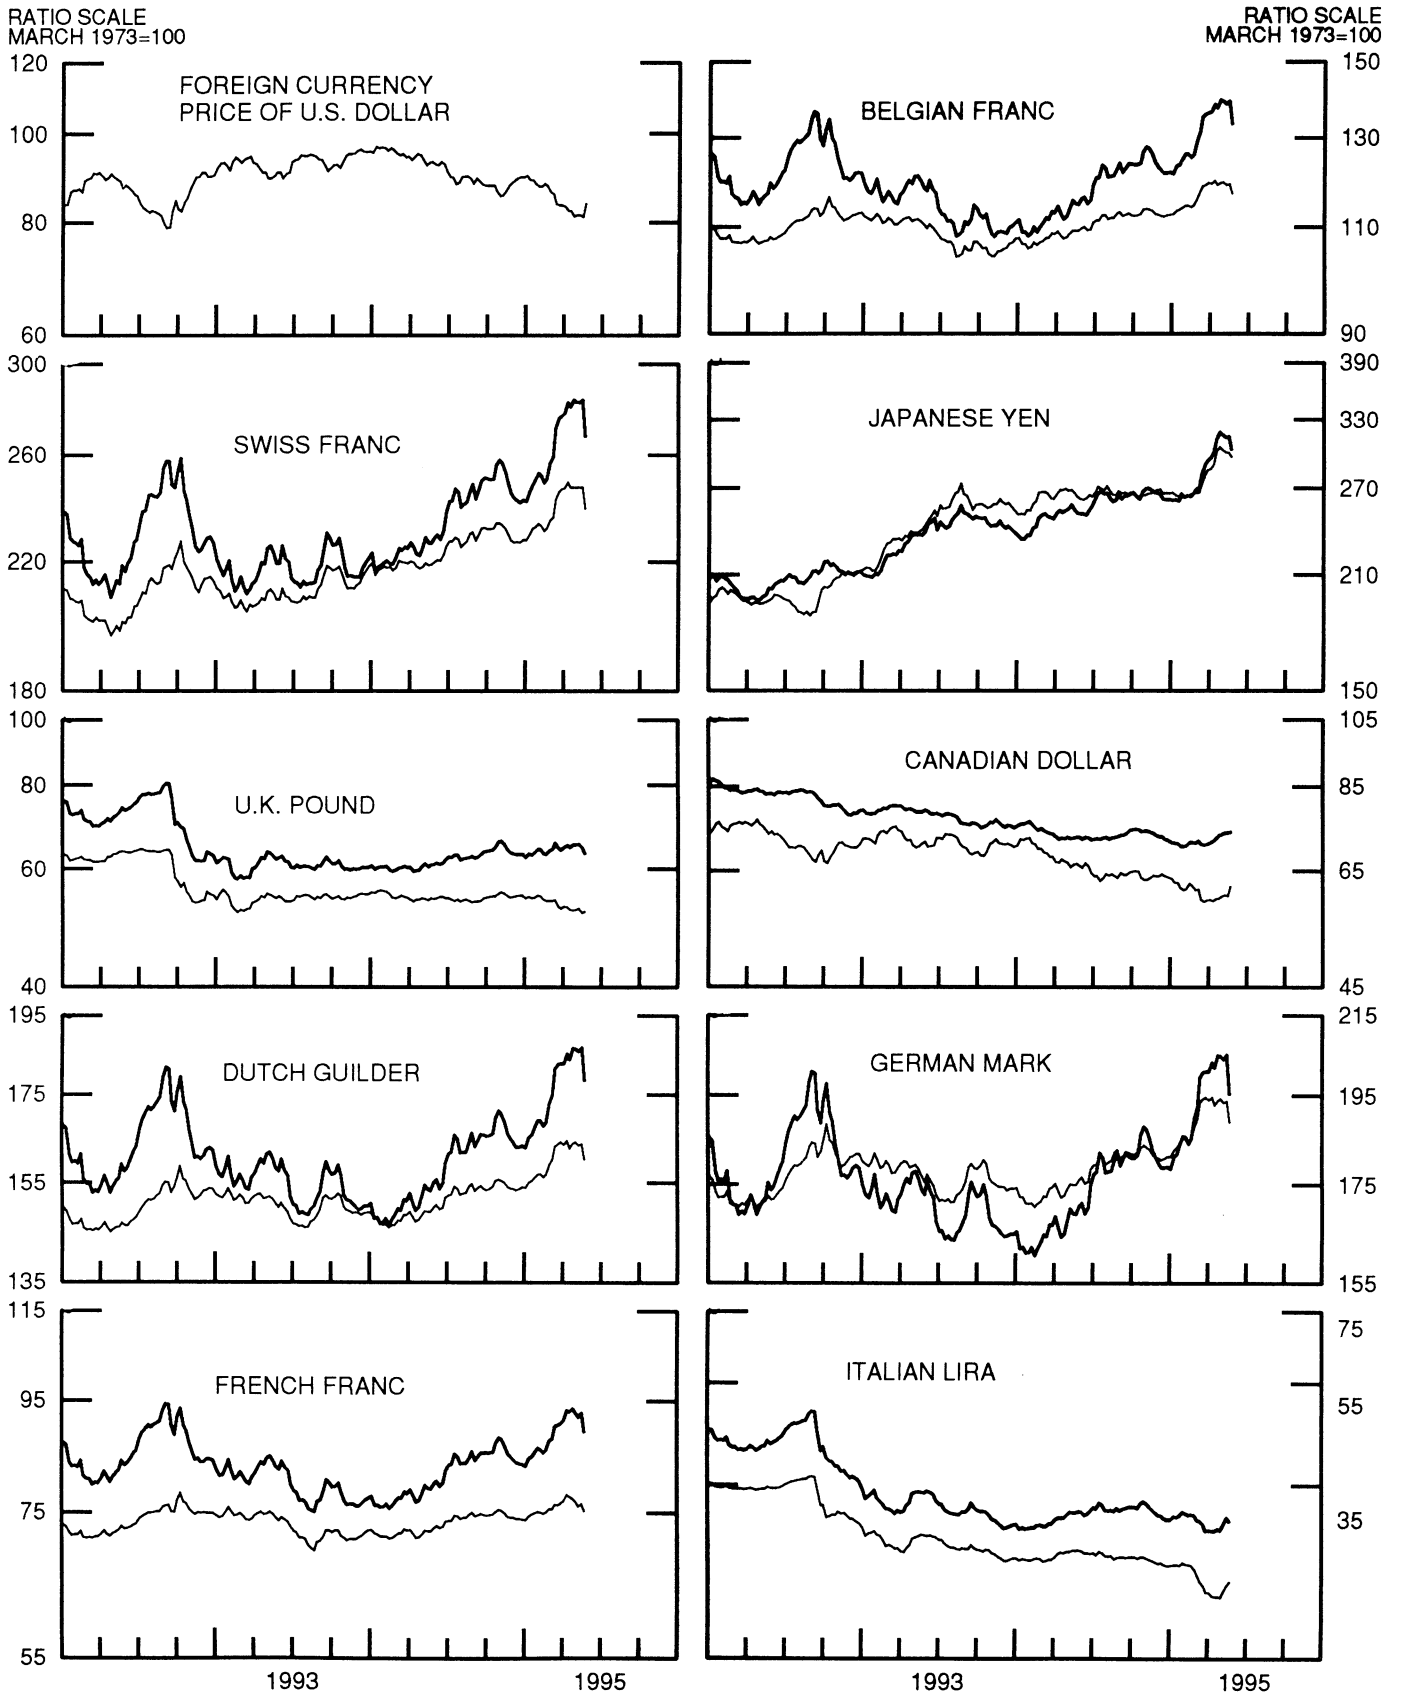 RATIO SCALE
MARCH 1973=100
RATIO SCALE
MARCH 1973=100
120
100
80
60
FOREIGN CURRENCY
PRICE OF U.S. DOLLAR
BELGIAN FRANC
150
130
110
90
300
260
220
180
SWISS FRANC
JAPANESE YEN
390
330
270
210
150
100
80
60
40
U.K. POUND
CANADIAN DOLLAR
105
85
65
45
195
175
155
135
DUTCH GUILDER
GERMAN MARK
215
195
175
155
115
95
75
55
FRENCH FRANC
ITALIAN LIRA
75
55
35
1993
1995
1993
1995